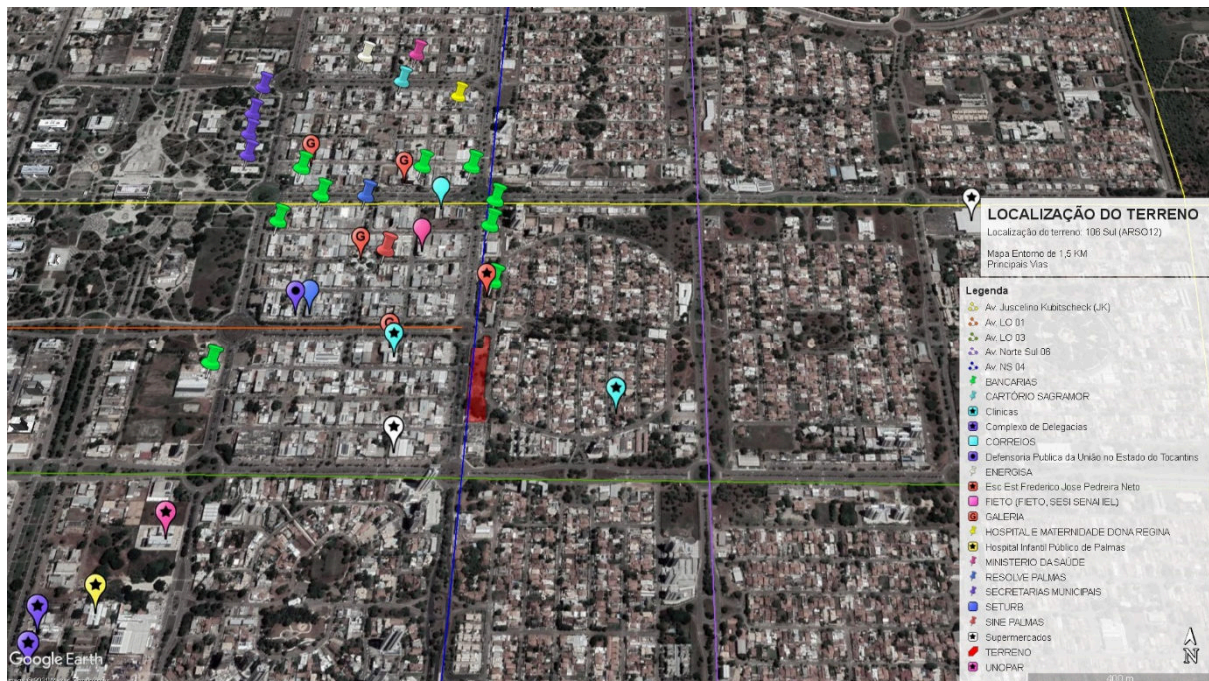 LOCALIZAÇÃO DO TERRENO
Localização do terreno: 106 Sul (ARSO12)
Mapa Entorno de 1,5 KM
Principais Vias
Legenda
Av. Juscelino Kubitscheck (JK)
Av. LO 01
Av. LO 03
Av. Norte Sul 06
Av. NS 04
BANCARIAS
CARTÓRIO SAGRAMOR
Clinicas
Complexo de Delegacias
CORREIOS
Defensoria Publica da União no Estado do Tocantins
ENERGISA
Esc Est Frederico Jose Pedreira Neto
FIETO (FIETO, SESI SENAI IEL)
GALERIA
HOSPITAL E MATERNIDADE DONA REGINA
Hospital Infantil Público de Palmas
MINISTERIO DA SAÚDE
RESOLVE PALMAS
SECRETARIAS MUNICIPAIS
SETURB
SINE PALMAS
Supermercados
TERRENO
UNOPAR
G
G
G
G
Google Earth
N
400 m